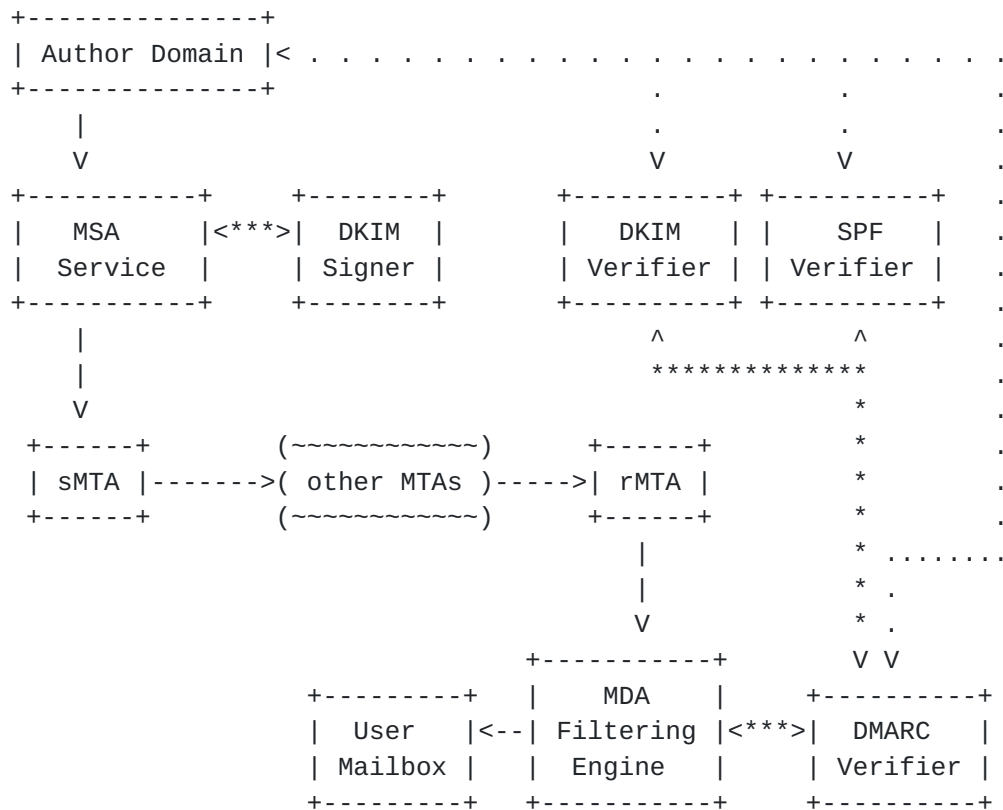 +---------------+
| Author Domain |< . . . . . . . . . . . . . . . . . . . . . . .
+---------------+                        .           .         .
    |                                    .           .         .
    V                                    V           V         .
+-----------+     +--------+       +----------+ +----------+   .
|   MSA     |<***>|  DKIM  |       |   DKIM   | |    SPF   |   .
|  Service  |     | Signer |       | Verifier | | Verifier |   .
+-----------+     +--------+       +----------+ +----------+   .
    |                                    ^            ^        .
    |                                    **************        .
    V                                                 *        .
 +------+        (~~~~~~~~~~~~)      +------+         *        .
 | sMTA |------->( other MTAs )----->| rMTA |         *        .
 +------+        (~~~~~~~~~~~~)      +------+         *        .
                                        |             * ........
                                        |             * .
                                        V             * .
                                 +-----------+        V V
                   +---------+   |    MDA    |     +----------+
                   |  User   |<--| Filtering |<***>|  DMARC   |
                   | Mailbox |   |  Engine   |     | Verifier |
                   +---------+   +-----------+     +----------+